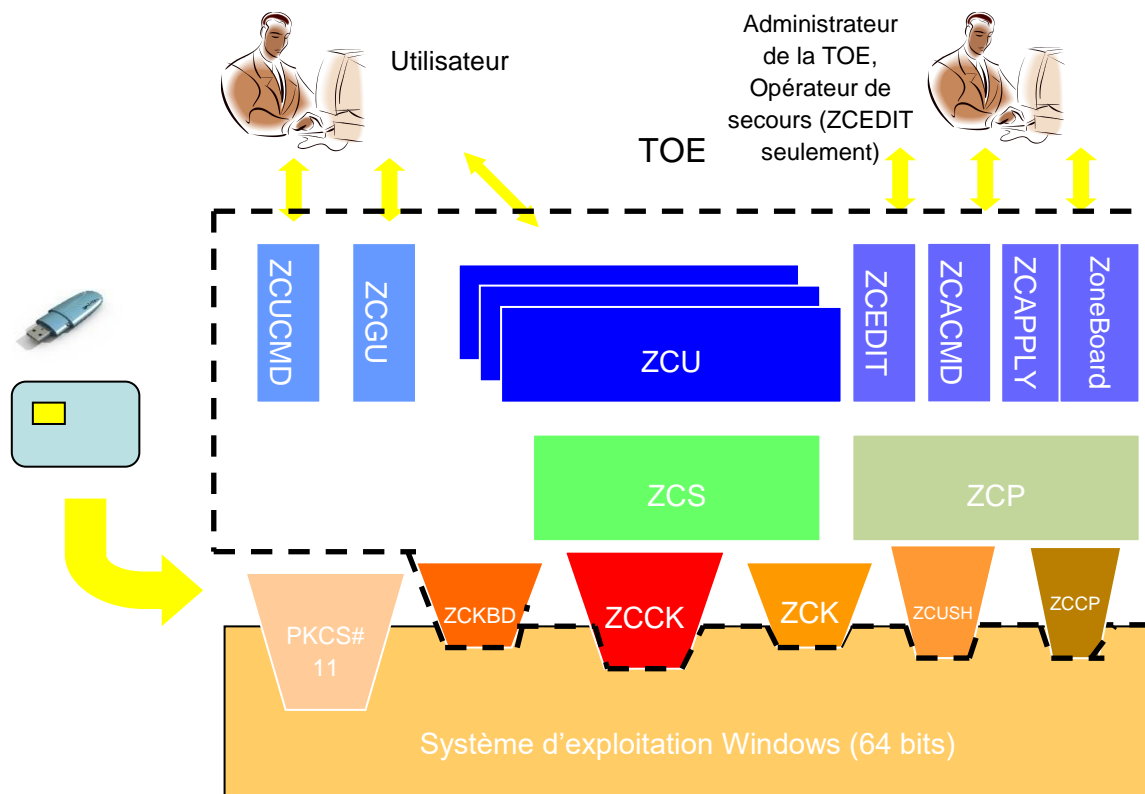 Utilisateur
Administrateur
de la TOE,
Opérateur de
secours (ZCEDIT
seulement)
TOE
ZCUCMD
ZCGU
ZCU
ZCEDIT
ZCACMD
ZCAPPLY
ZoneBoard
ZCS
ZCP
PKCS#
11
ZCKBD
ZCCK
ZCK
ZCUSH
ZCCP
Système d'exploitation Windows (64 bits)